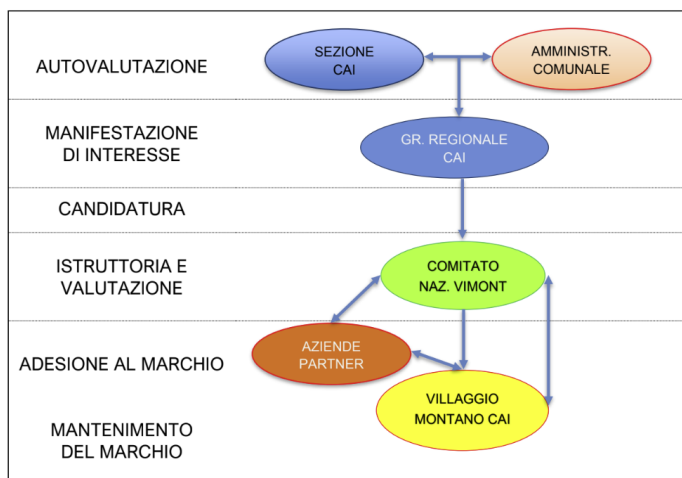 AUTOVALUTAZIONE
SEZIONE
CAI
AMMINISTR.
COMUNALE
MANIFESTAZIONE
DI INTERESSE
GR. REGIONALE
CAI
CANDIDATURA
ISTRUTTORIA E
VALUTAZIONE
COMITATO
NAZ. VIMONT
ADESIONE AL MARCHIO
AZIENDE
PARTNER
VILLAGGIO
MONTANO CAI
MANTENIMENTO
DEL MARCHIO